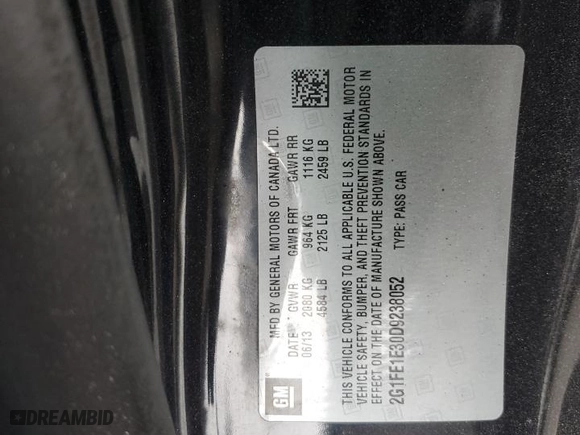 GM
MFD BY GENERAL MOTORS OF CANADA LTD.
DATE GVWR GAWR FRT GAWR RR
06/13 2080 KG 964 KG 1116 KG
4584 LB 2125 LB 2459 LB
THIS VEHICLE CONFORMS TO ALL APPLICABLE U.S. FEDERAL MOTOR
VEHICLE SAFETY, BUMPER, AND THEFT PREVENTION STANDARDS IN
EFFECT ON THE DATE OF MANUFACTURE SHOWN ABOVE.
2G1FE1E30D9238052 TYPE: PASS CAR
DREAMBID